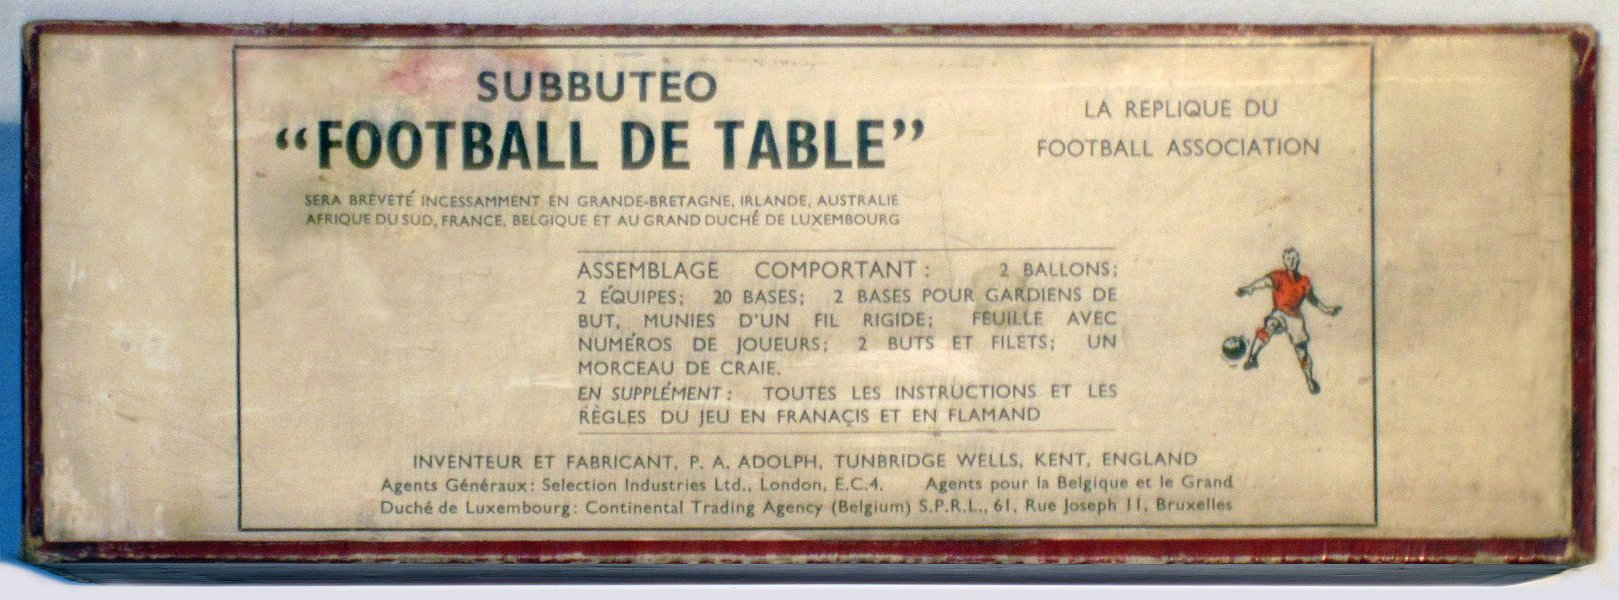 SUBBUTEO
“FOOTBALL DE TABLE”
LA REPLIQUE DU
FOOTBALL ASSOCIATION
SERA BREVETÉ INCESSAMMENT EN GRANDE-BRETAGNE, IRLANDE, AUSTRALIE
AFRIQUE DU SUD, FRANCE, BELGIQUE ET AU GRAND DUCHÉ DE LUXEMBOURG
ASSEMBLAGE COMPORTANT : 2 BALLONS;
2 ÉQUIPES; 20 BASES; 2 BASES POUR GARDIENS DE
BUT, MUNIES D'UN FIL RIGIDE; FEUILLE AVEC
NUMÉROS DE JOUEURS; 2 BUTS ET FILETS; UN
MORCEAU DE CRAIE.
EN SUPPLÉMENT : TOUTES LES INSTRUCTIONS ET LES
RÈGLES DU JEU EN FRANAÇIS ET EN FLAMAND
INVENTEUR ET FABRICANT, P. A. ADOLPH, TUNBRIDGE WELLS, KENT, ENGLAND
Agents Généraux: Selection Industries Ltd., London, E.C.4. Agents pour la Belgique et le Grand
Duché de Luxembourg: Continental Trading Agency (Belgium) S.P.R.L., 61, Rue Joseph II, Bruxelles